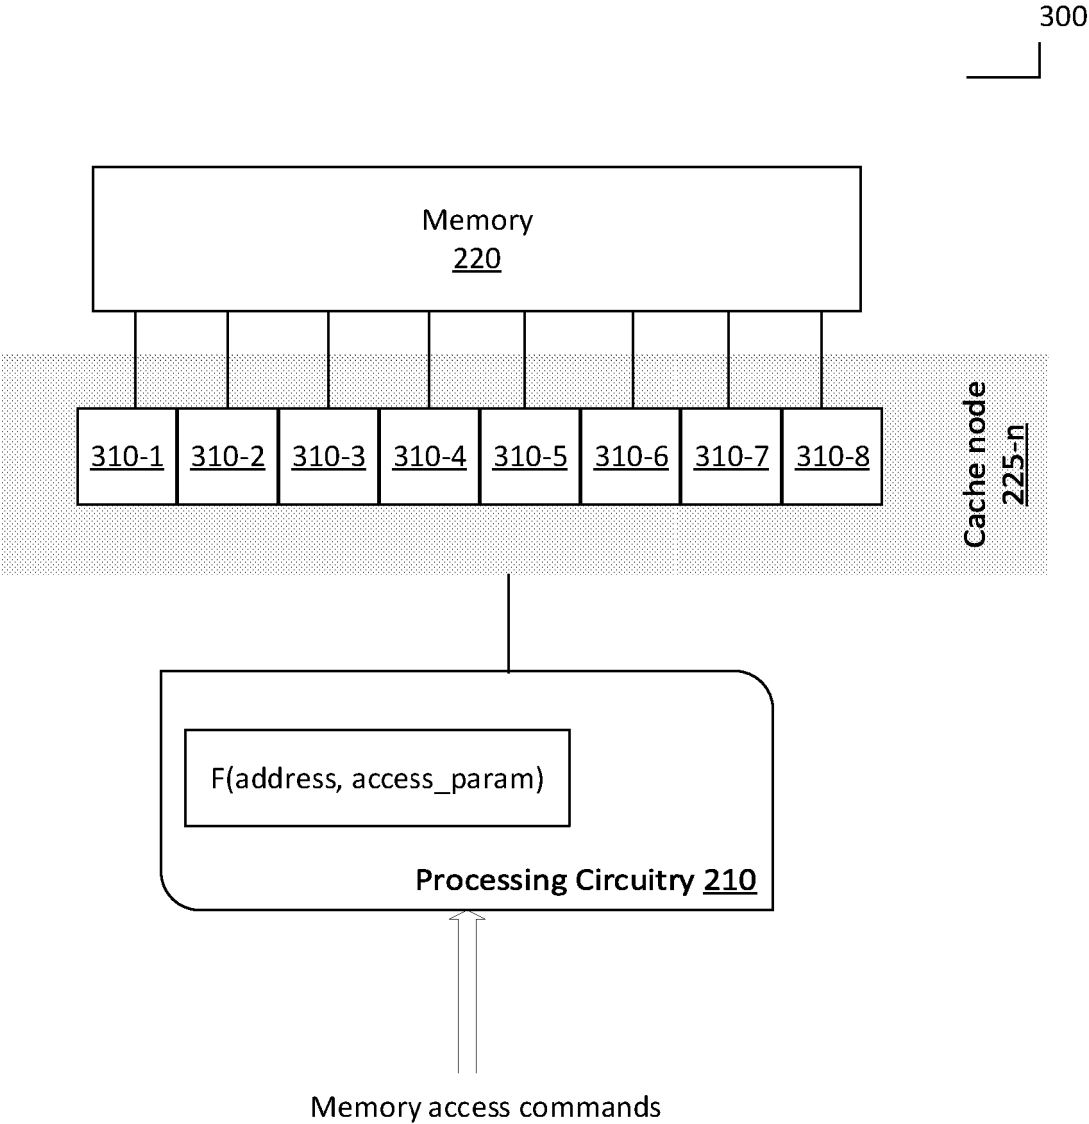 300
Memory
220
310-1 310-2 310-3 310-4 310-5 310-6 310-7 310-8
Cache node
225-n
F(address, access_param)
Processing Circuitry 210
Memory access commands